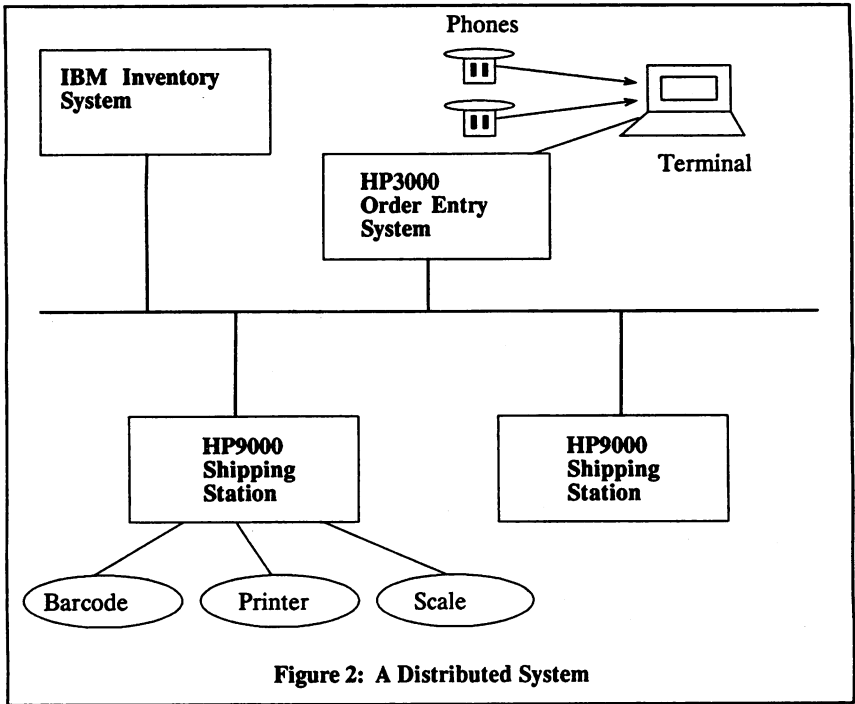 Phones
IBM Inventory
System
Terminal
HP3000
Order Entry
System
HP9000
Shipping
Station
HP9000
Shipping
Station
Barcode
Printer
Scale
Figure 2: A Distributed System